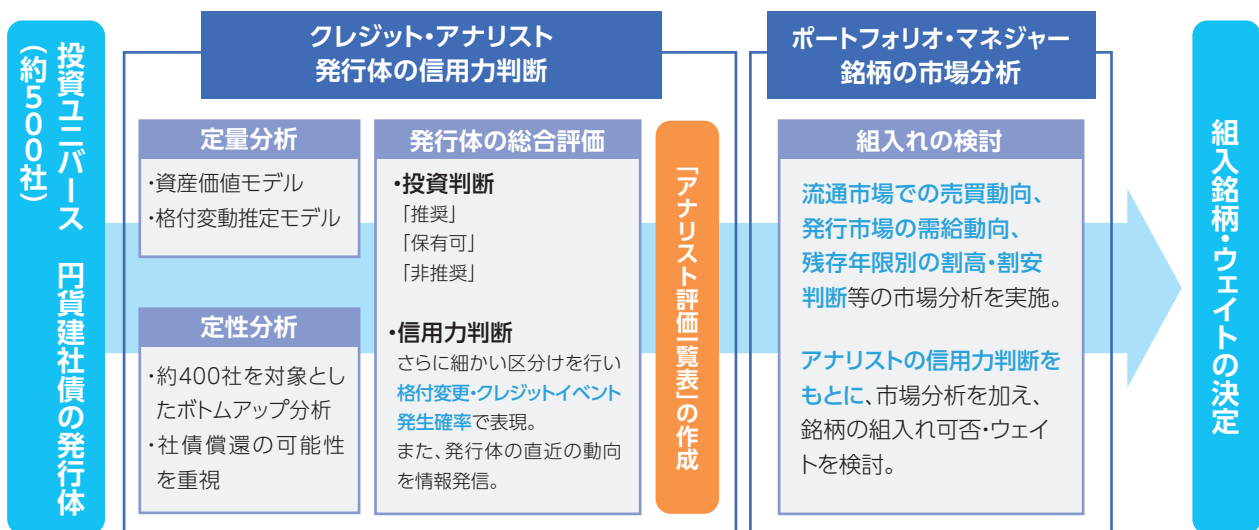 投資ユニバース 円貨建社債の発行体
(約500社)
クレジット・アナリスト
発行体の信用力判断
定量分析
・資産価値モデル
・格付変動推定モデル
定性分析
・約400社を対象とし
たボトムアップ分析
・社債償還の可能性
を重視
発行体の総合評価
・投資判断
「推奨」
「保有可」
「非推奨」
・信用力判断
さらに細かい区分けを行い
格付変更・クレジットイベント
発生確率で表現。
また、発行体の直近の動向
を情報発信。
「アナリスト評価一覧表」の作成
ポートフォリオ・マネジャー
銘柄の市場分析
組入れの検討
流通市場での売買動向、
発行市場の需給動向、
残存年限別の割高・割安
判断等の市場分析を実施。
アナリストの信用力判断を
もとに、市場分析を加え、
銘柄の組入れ可否・ウェイ
トを検討。
組入銘柄・ウェイトの決定